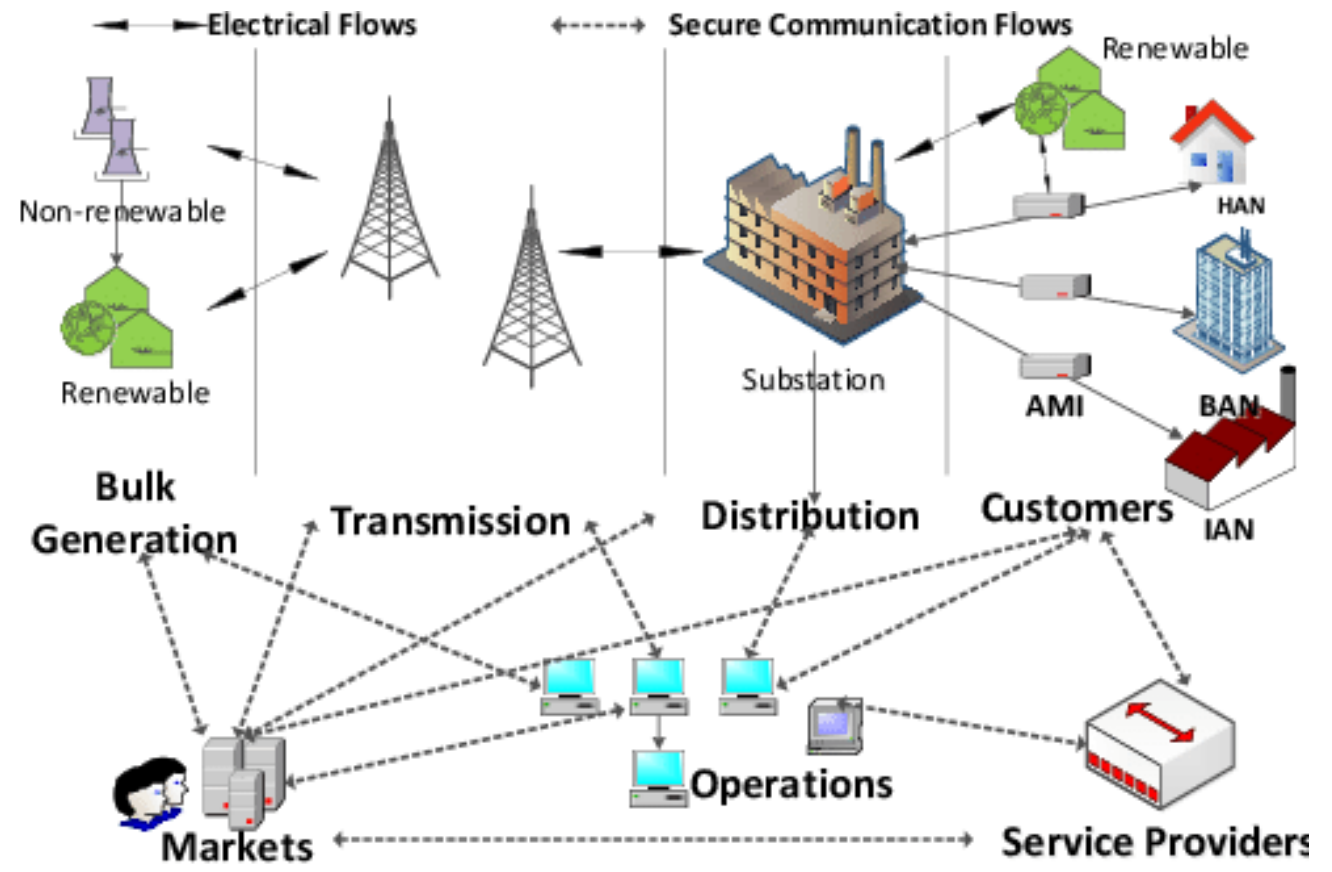 Electrical Flows
Secure Communication Flows
Renewable
Non-renewable
HAN
Renewable
Substation
AMI
BAN
Bulk
Generation
Transmission
Distribution
Customers
IAN
Operations
Markets
Service Providers